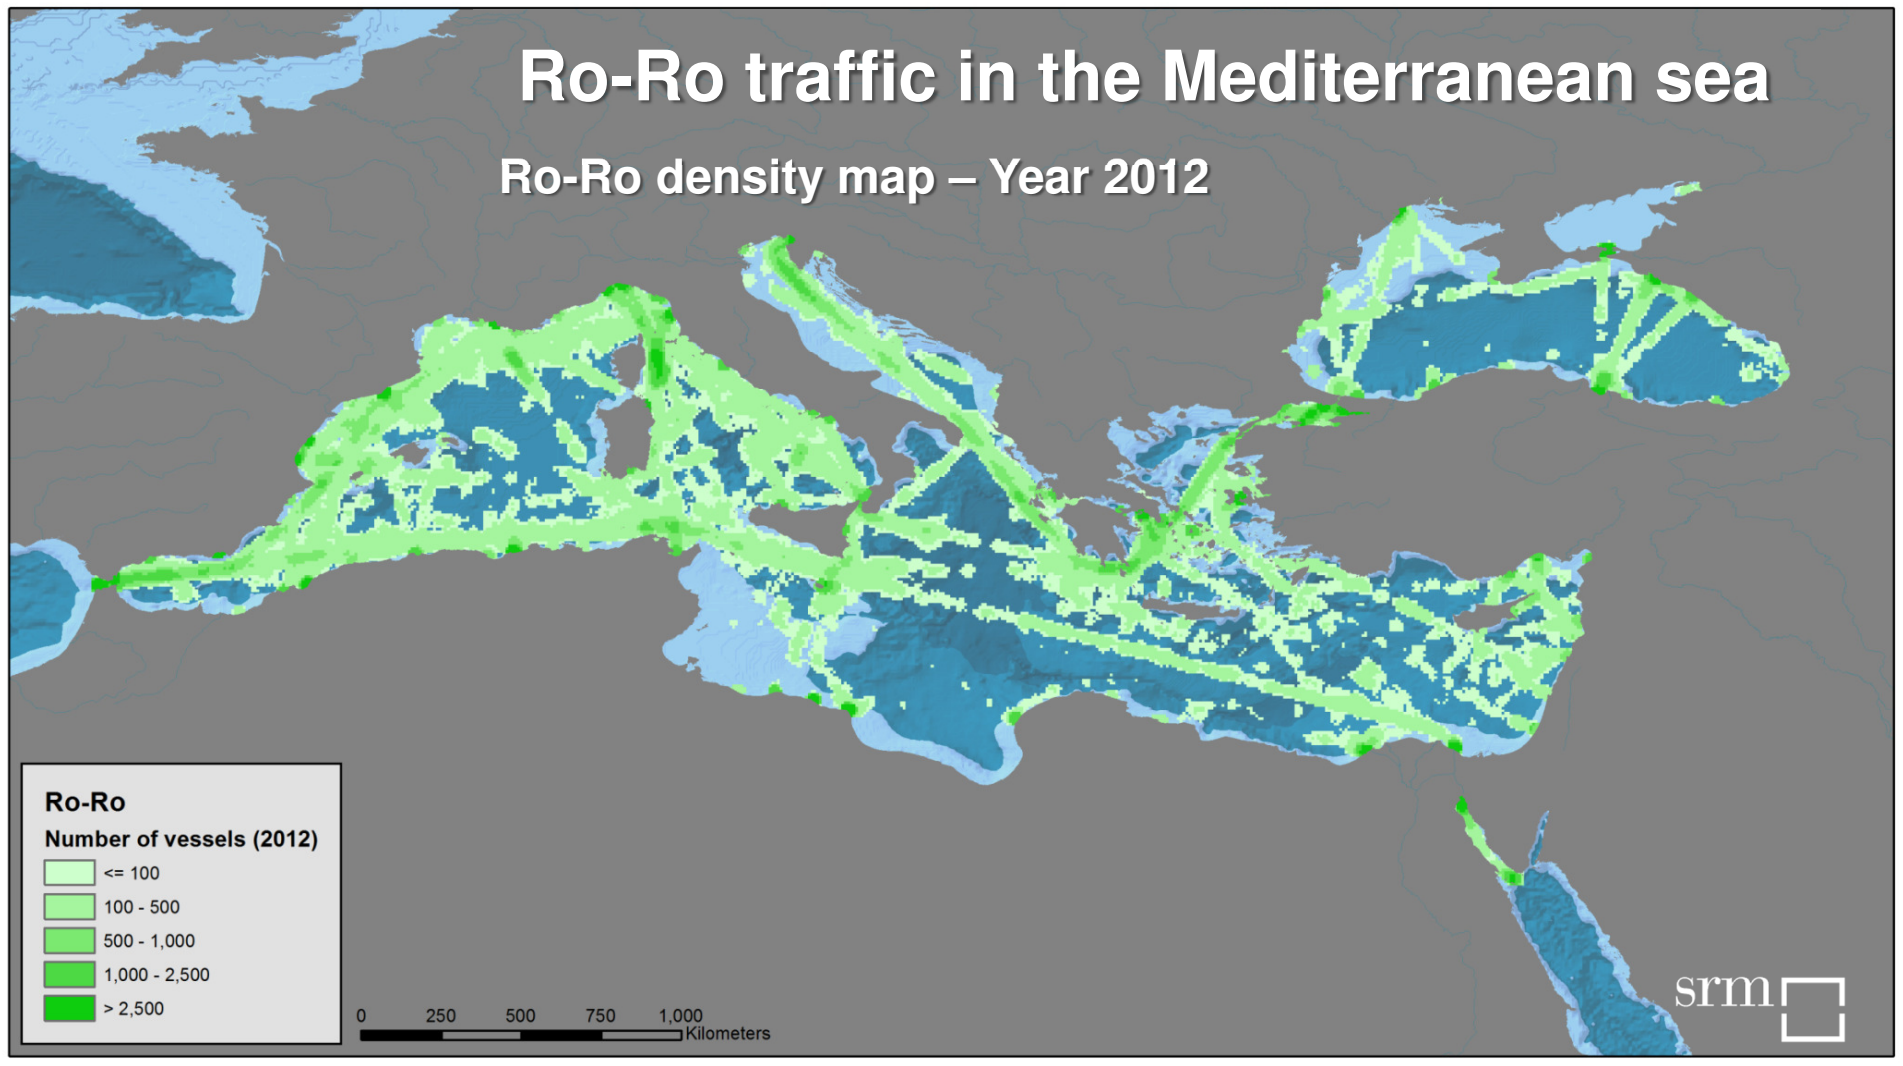 Ro-Ro traffic in the Mediterranean sea
Ro-Ro density map – Year 2012
Ro-Ro
Number of vessels (2012)
<= 100
100 - 500
500 - 1,000
1,000 - 2,500
> 2,500
0 250 500 750 1,000
Kilometers
srm